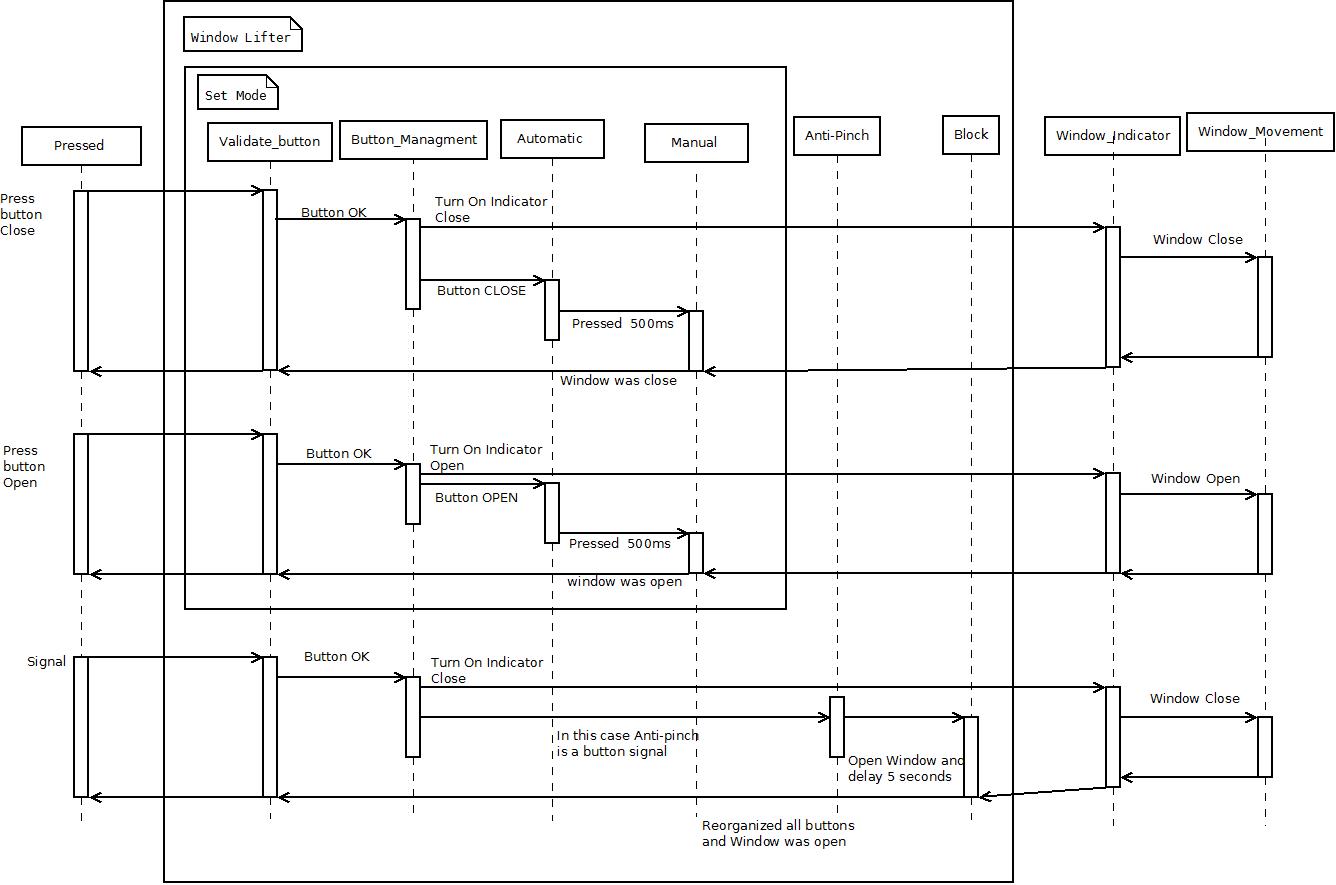 Window Lifter
Set Mode
Pressed
Validate_button
Button_Managment
Automatic
Manual
Anti-Pinch
Block
Window_Indicator
Window_Movement
Press
button
Close
Button OK
Turn On Indicator
Close
Window Close
Button CLOSE
Pressed 500ms
Window was close
Press
button
Open
Button OK
Turn On Indicator
Open
Window Open
Button OPEN
Pressed 500ms
window was open
Signal
Button OK
Turn On Indicator
Close
Window Close
In this case Anti-pinch
is a button signal
Open Window and
delay 5 seconds
Reorganized all buttons
and Window was open